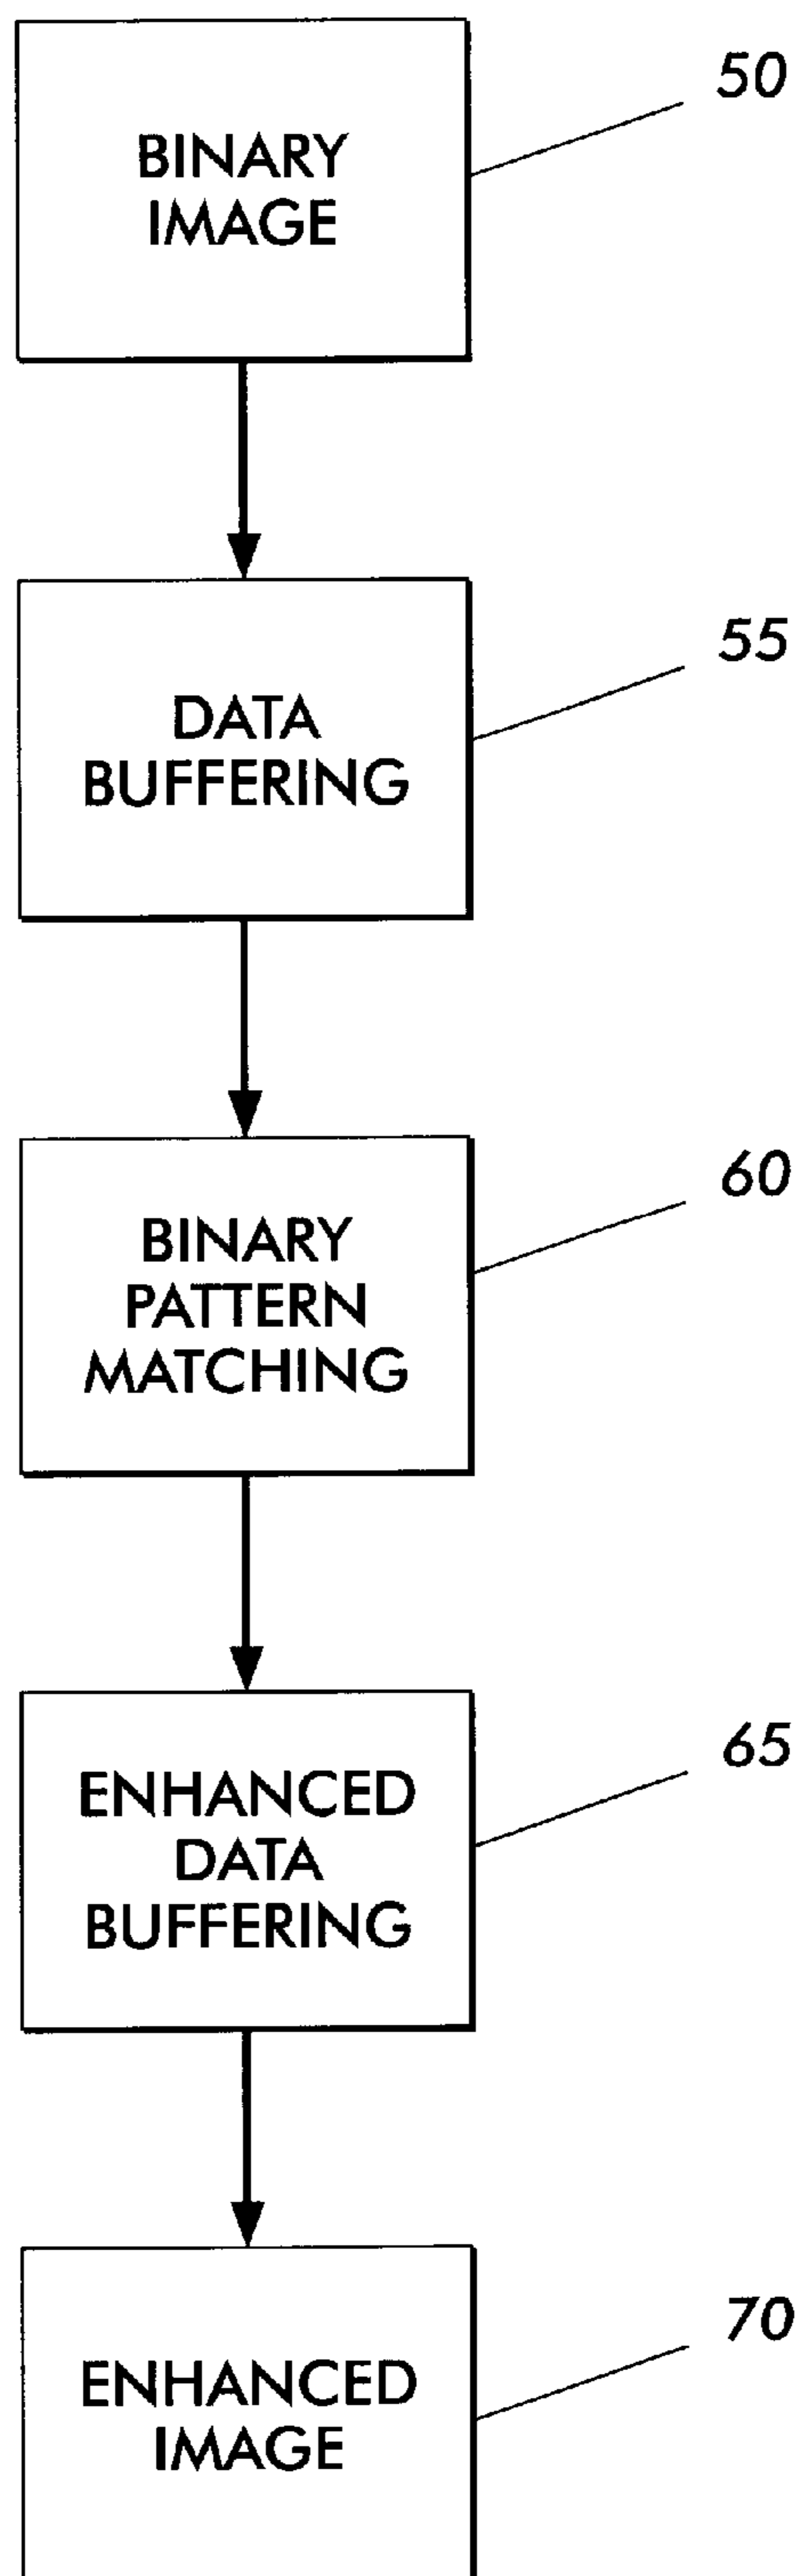 BINARY
IMAGE
50
DATA
BUFFERING
55
BINARY
PATTERN
MATCHING
60
ENHANCED
DATA
BUFFERING
65
ENHANCED
IMAGE
70